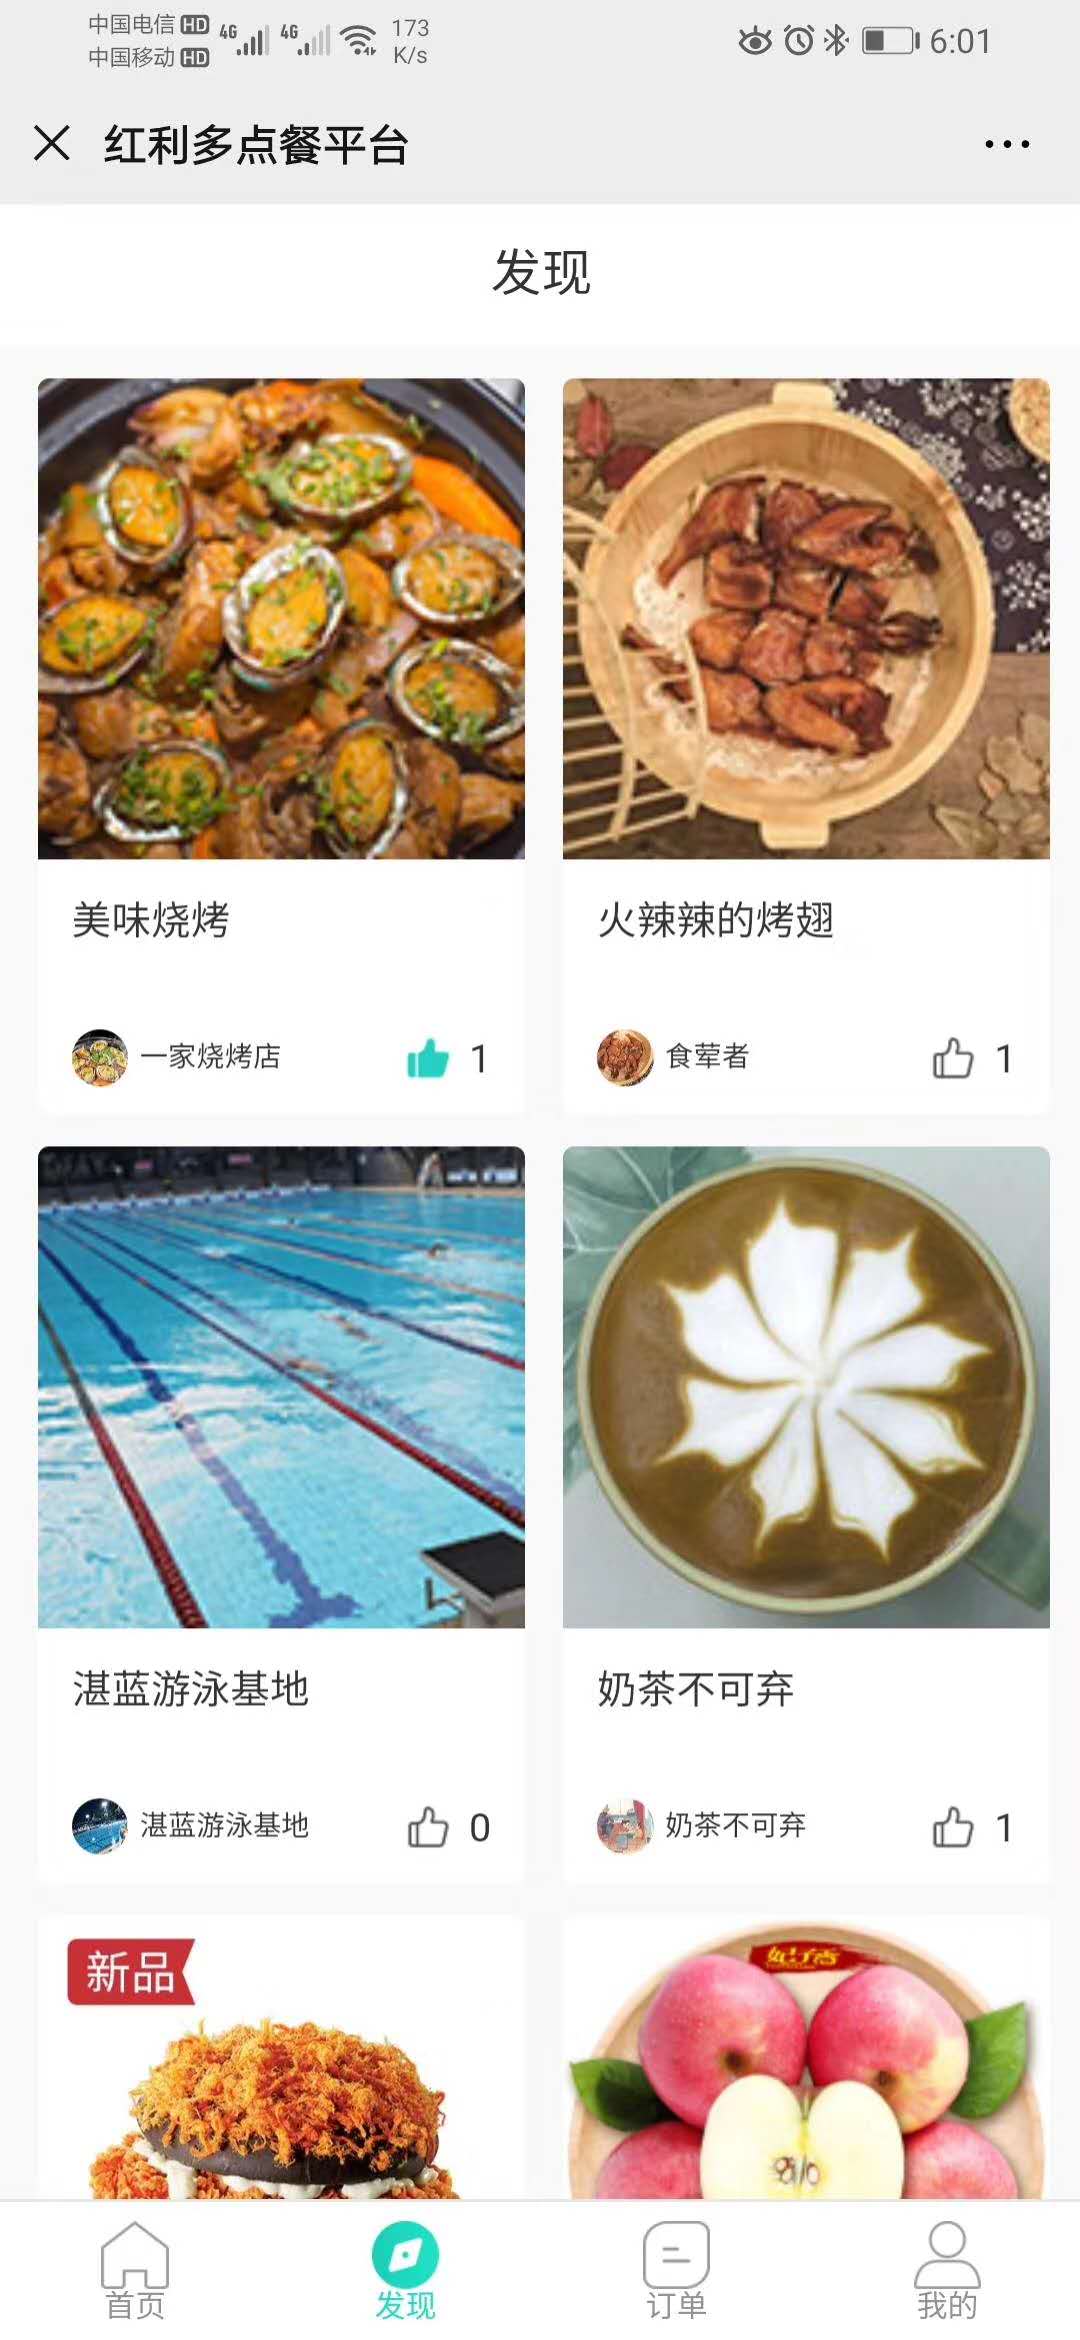 中国电信 HD 4G 4G 173
中国移动 HD K/s
6:01
红利多点餐平台
发现
美味烧烤
一家烧烤店 1
火辣辣的烤翅
食荤者 1
湛蓝游泳基地
湛蓝游泳基地 0
奶茶不可弃
奶茶不可弃 1
新品
首页 发现 订单 我的